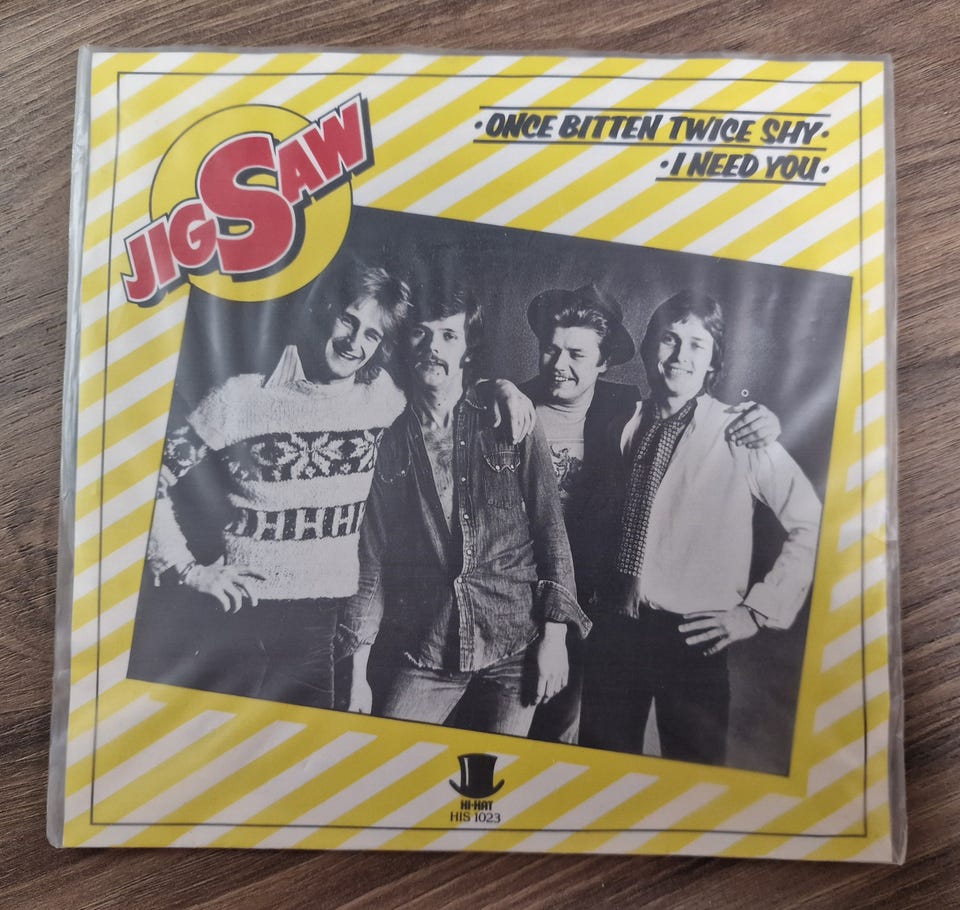 JIGSAW
·ONCE BITTEN TWICE SHY·
·I NEED YOU·
HI-HAT
HIS 1023